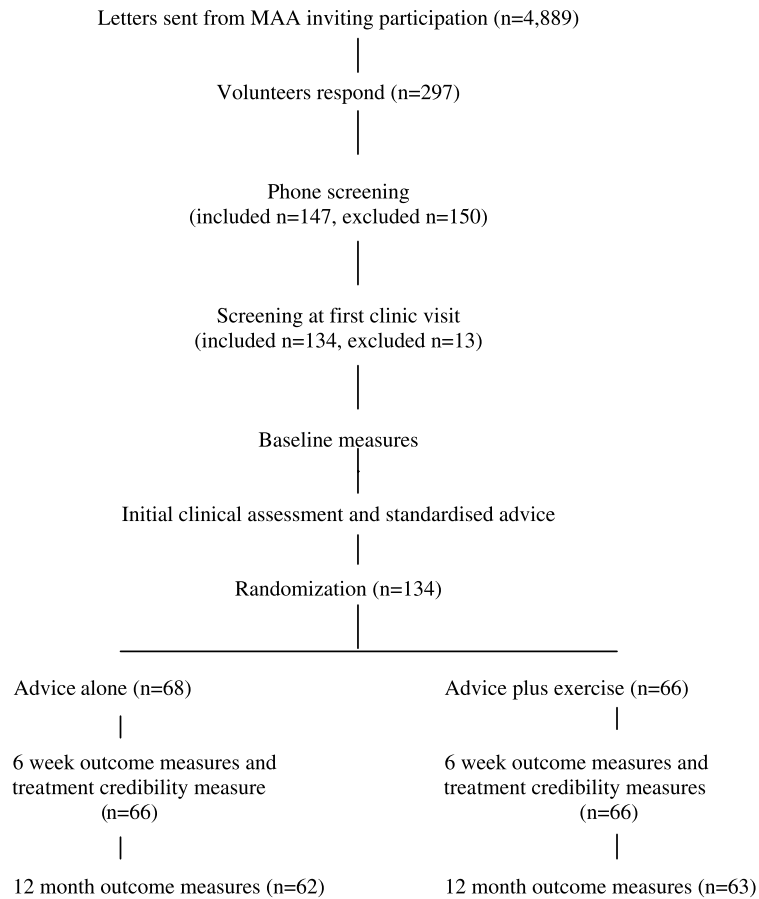 Letters sent from MAA inviting participation (n=4,889)
Volunteers respond (n=297)
Phone screening
(included n=147, excluded n=150)
Screening at first clinic visit
(included n=134, excluded n=13)
Baseline measures
Initial clinical assessment and standardised advice
Randomization (n=134)
Advice alone (n=68)
Advice plus exercise (n=66)
6 week outcome measures and
treatment credibility measure
(n=66)
6 week outcome measures and
treatment credibility measures
(n=66)
12 month outcome measures (n=62)
12 month outcome measures (n=63)